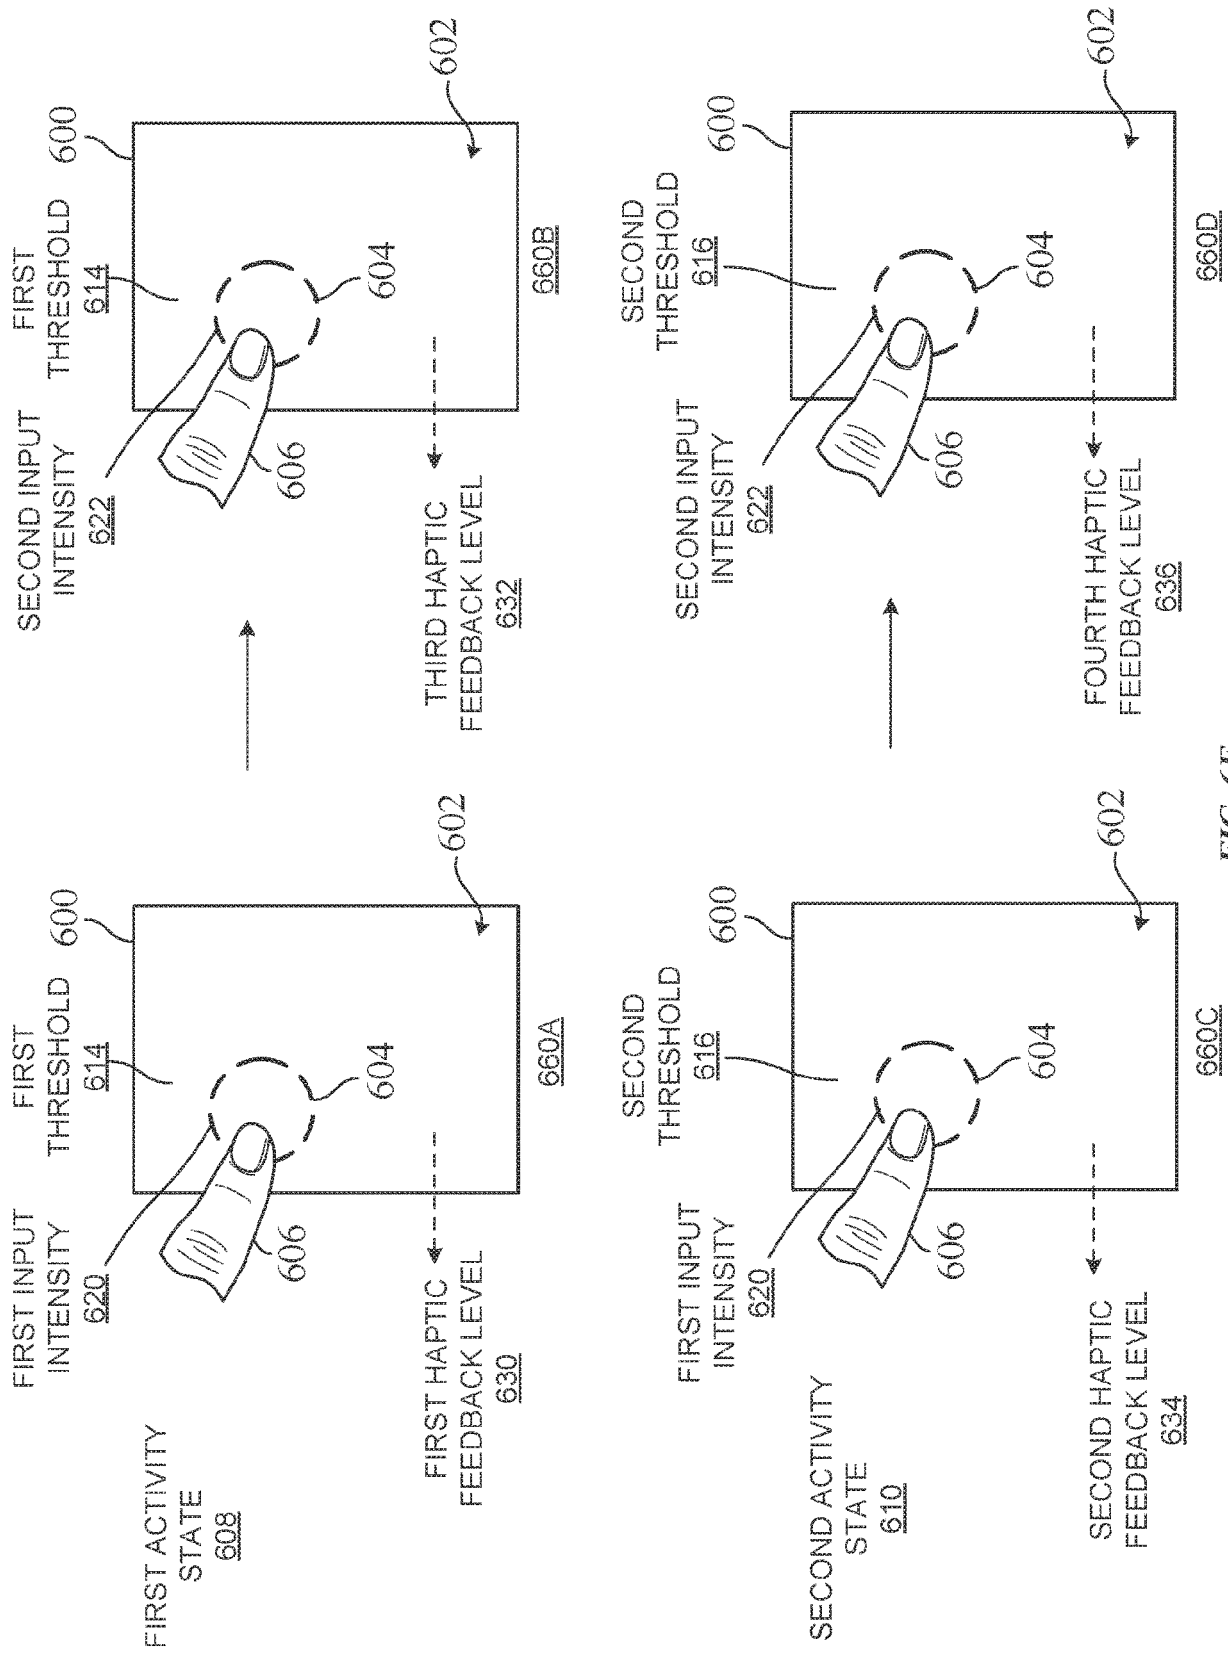 FIRST ACTIVITY
STATE
608
FIRST INPUT
INTENSITY
620
FIRST
THRESHOLD
614
600
606
604
602
FIRST HAPTIC
FEEDBACK LEVEL
630
660A
SECOND INPUT
INTENSITY
622
FIRST
THRESHOLD
614
600
606
604
602
THIRD HAPTIC
FEEDBACK LEVEL
632
660B
SECOND ACTIVITY
STATE
610
FIRST INPUT
INTENSITY
620
SECOND
THRESHOLD
616
600
606
604
602
SECOND HAPTIC
FEEDBACK LEVEL
634
660C
SECOND INPUT
INTENSITY
622
SECOND
THRESHOLD
616
600
606
604
602
FOURTH HAPTIC
FEEDBACK LEVEL
636
660D
FIG.